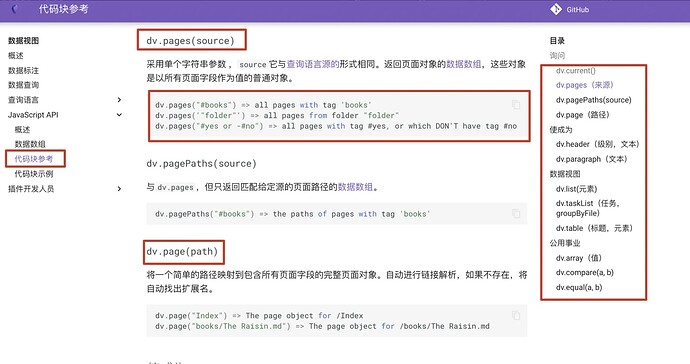 代码块参考
GitHub
数据视图
概述
数据标注
数据查询
查询语言
JavaScript API
概述
数据数组
代码块参考
代码块示例
插件开发人员
dv.pages(source)
采用单个字符串参数，source 它与查询语言源的形式相同。返回页面对象的数据数组，这些对
象是以所有页面字段作为值的普通对象。
dv.pages("#books") => all pages with tag 'books'
dv.pages('"folder"') => all pages from folder "folder"
dv.pages("#yes or -#no") => all pages with tag #yes, or which DON'T have tag #no
dv.pagePaths(source)
与 dv.pages，但只返回匹配给定源的页面路径的数据数组。
dv.pagePaths("#books") => the paths of pages with tag 'books'
dv.page(path)
将一个简单的路径映射到包含所有页面字段的完整页面对象。自动进行链接解析，如果不存在，将
自动找出扩展名。
dv.page("Index") => The page object for /Index
dv.page("books/The Raisin.md") => The page object for /books/The Raisin.md
目录
询问
dv.current()
dv.pages（来源）
dv.pagePaths(source)
dv.page（路径）
使成为
dv.header（级别，文本）
dv.paragraph（文本）
数据视图
dv.list(元素)
dv.taskList（任务，
groupByFile)
dv.table（标题，元素）
公用事业
dv.array（值）
dv.compare(a, b)
dv.equal(a, b)